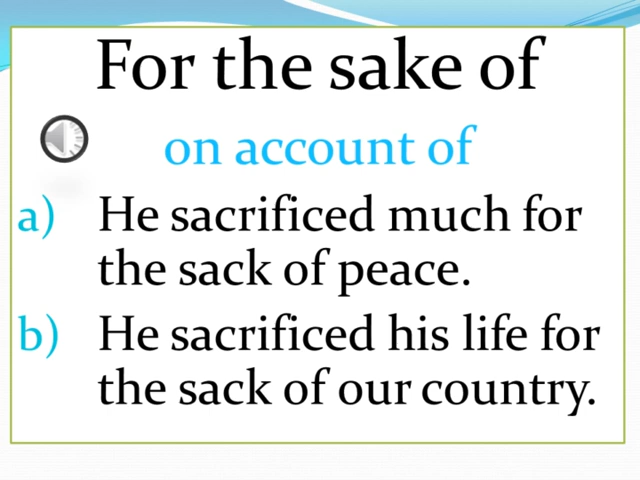 For the sake of
on account of
a) He sacrificed much for
the sack of peace.
b) He sacrificed his life for
the sack of our country.